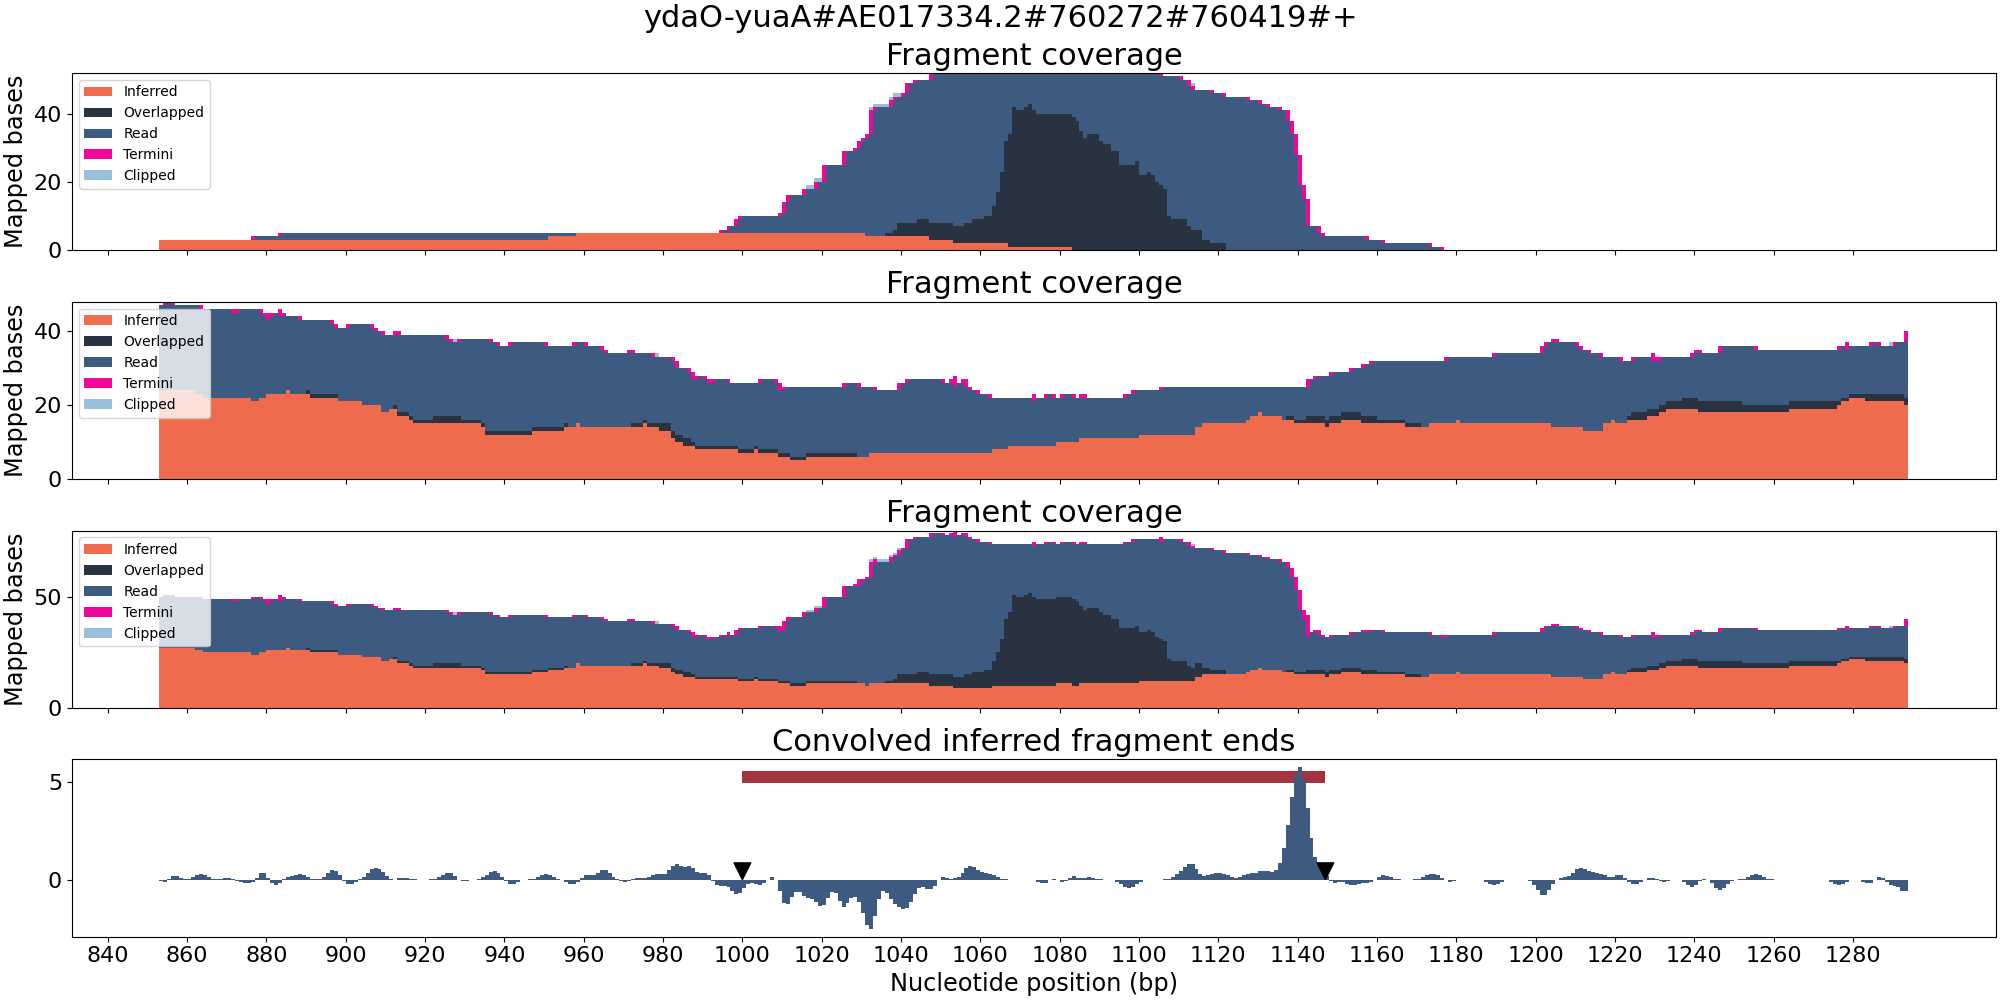 ydaO-yuaA#AE017334.2#760272#760419#+
Fragment coverage
Mapped bases
40
20
0
Inferred
Overlapped
Read
Termini
Clipped
Fragment coverage
Mapped bases
40
20
0
Inferred
Overlapped
Read
Termini
Clipped
Fragment coverage
Mapped bases
50
0
Inferred
Overlapped
Read
Termini
Clipped
Convolved inferred fragment ends
5
0
840 860 880 900 920 940 960 980 1000 1020 1040 1060 1080 1100 1120 1140 1160 1180 1200 1220 1240 1260 1280
Nucleotide position (bp)